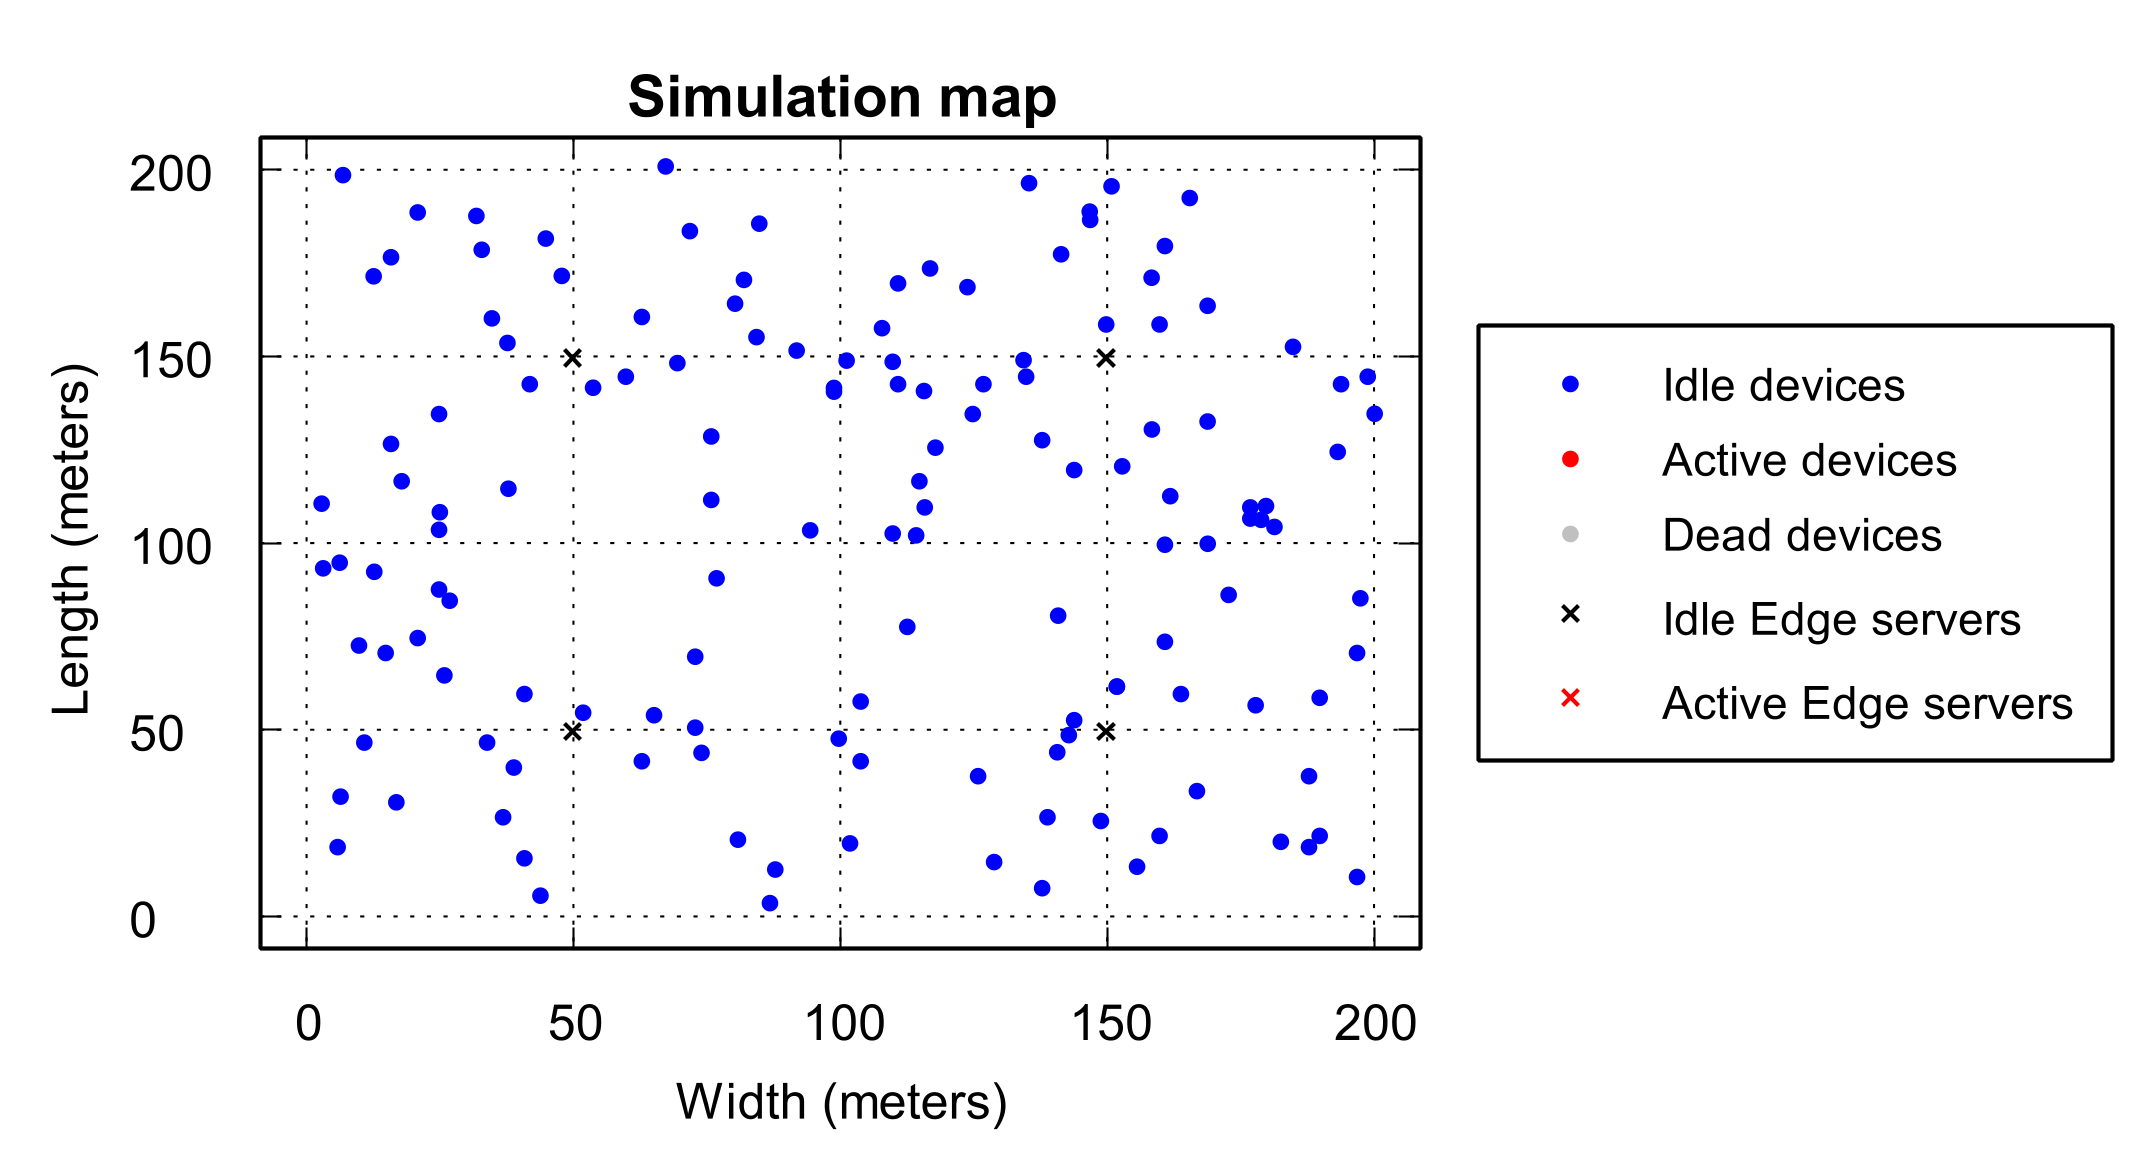 Simulation map
200
150
100
50
0
Length (meters)
0 50 100 150 200
Width (meters)
Idle devices
Active devices
Dead devices
Idle Edge servers
Active Edge servers